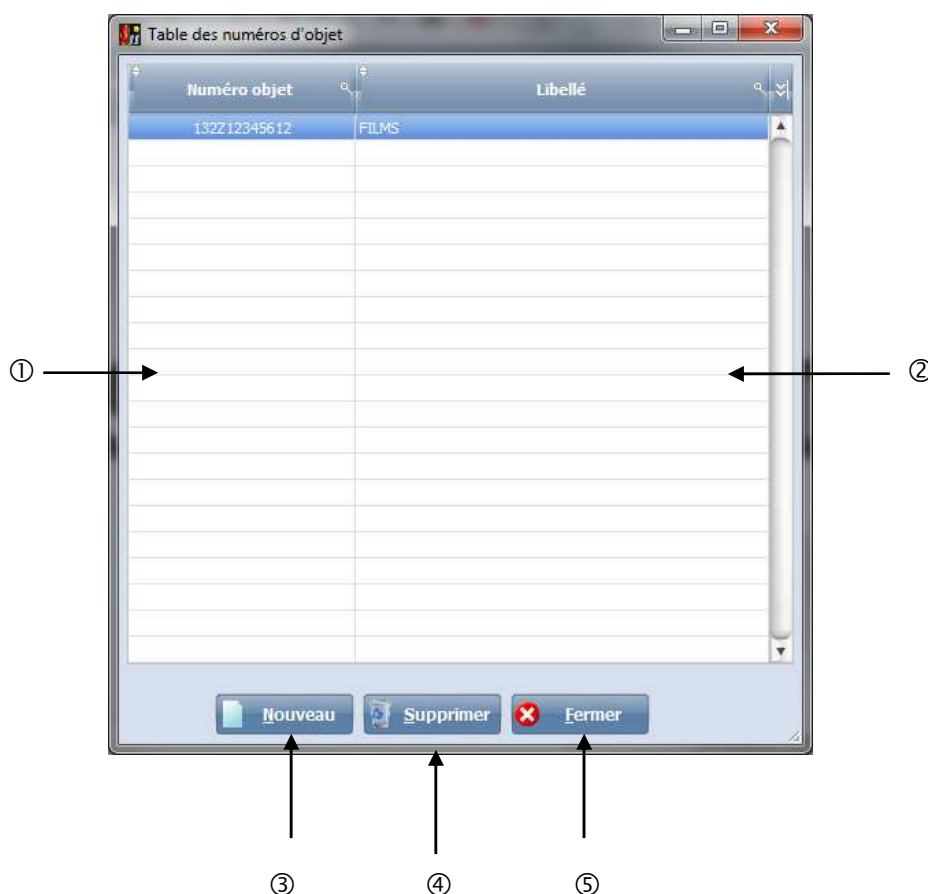 Table des numéros d'objet
Numéro objet Libellé
132Z12345612 FILMS
① ②
Nouveau Supprimer Fermer
③ ④ ⑤